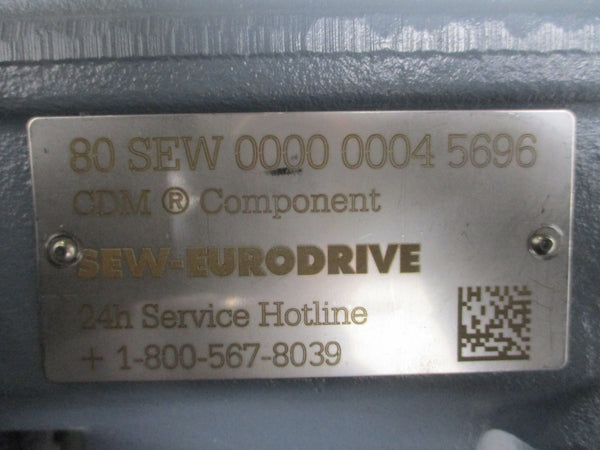 80 SEW 0000 0004 5696
CDM ® Component
SEW-EURODRIVE
24h Service Hotline
+ 1-800-567-8039